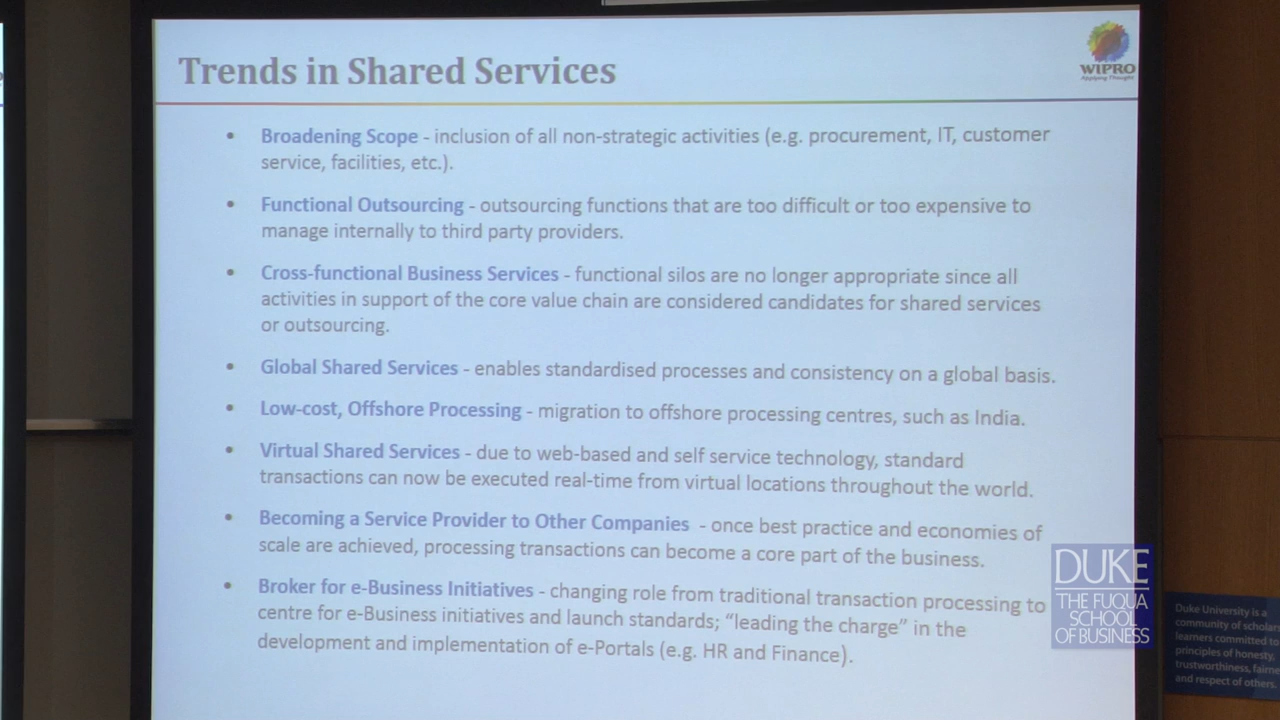 Trends in Shared Services
WIPRO
Applying Thought
• Broadening Scope - inclusion of all non-strategic activities (e.g. procurement, IT, customer
service, facilities, etc.).
• Functional Outsourcing - outsourcing functions that are too difficult or too expensive to
manage internally to third party providers.
• Cross-functional Business Services - functional silos are no longer appropriate since all
activities in support of the core value chain are considered candidates for shared services
or outsourcing.
• Global Shared Services - enables standardised processes and consistency on a global basis.
• Low-cost, Offshore Processing - migration to offshore processing centres, such as India.
• Virtual Shared Services - due to web-based and self service technology, standard
transactions can now be executed real-time from virtual locations throughout the world.
• Becoming a Service Provider to Other Companies - once best practice and economies of
scale are achieved, processing transactions can become a core part of the business.
• Broker for e-Business Initiatives - changing role from traditional transaction processing to
centre for e-Business initiatives and launch standards; “leading the charge” in the
development and implementation of e-Portals (e.g. HR and Finance).
DUKE
THE FUQUA
SCHOOL
OF BUSINESS
Duke University is a
community of
learners committed to
principles of honesty,
trustworthiness,
and respect of others.